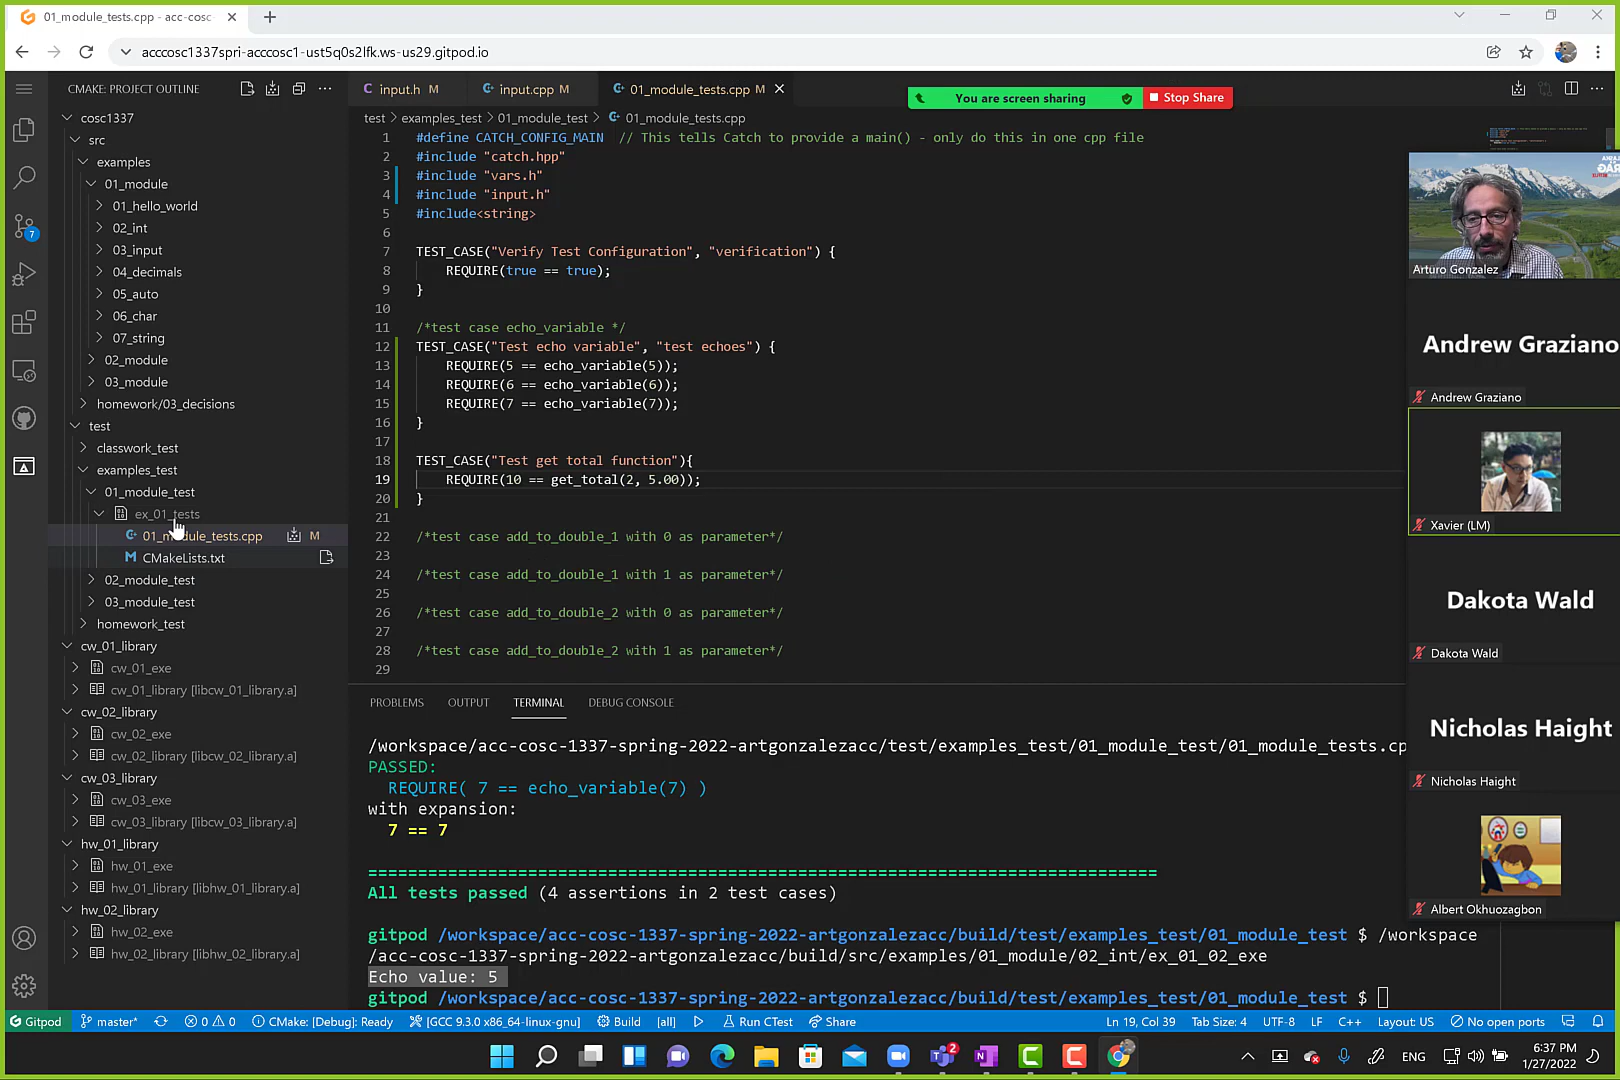 01_module_tests.cpp - acc-cosc
acccosc1337spri-acccosc1-ust5q0s2lfk.ws-us29.gitpod.io
CMAKE: PROJECT OUTLINE
input.h M
input.cpp M
01_module_tests.cpp M
You are screen sharing
Stop Share
test > examples_test > 01_module_test > 01_module_tests.cpp
cosc1337
src
examples
01_module
01_hello_world
02_int
03_input
04_decimals
05_auto
06_char
07_string
02_module
03_module
homework/03_decisions
test
classwork_test
examples_test
01_module_test
ex_01_tests
01_module_tests.cpp M
CMakeLists.txt
02_module_test
03_module_test
homework_test
cw_01_library
cw_01_exe
cw_01_library [libcw_01_library.a]
cw_02_library
cw_02_exe
cw_02_library [libcw_02_library.a]
cw_03_library
cw_03_exe
cw_03_library [libcw_03_library.a]
hw_01_library
hw_01_exe
hw_01_library [libhw_01_library.a]
hw_02_library
hw_02_exe
hw_02_library [libhw_02_library.a]
7
1 #define CATCH_CONFIG_MAIN // This tells Catch to provide a main() - only do this in one cpp file
2 #include "catch.hpp"
3 #include "vars.h"
4 #include "input.h"
5 #include<string>
6
7 TEST_CASE("Verify Test Configuration", "verification") {
8 REQUIRE(true == true);
9 }
10
11 /*test case echo_variable */
12 TEST_CASE("Test echo variable", "test echoes") {
13 REQUIRE(5 == echo_variable(5));
14 REQUIRE(6 == echo_variable(6));
15 REQUIRE(7 == echo_variable(7));
16 }
17
18 TEST_CASE("Test get total function"){
19 REQUIRE(10 == get_total(2, 5.00));
20 }
21
22 /*test case add_to_double_1 with 0 as parameter*/
23
24 /*test case add_to_double_1 with 1 as parameter*/
25
26 /*test case add_to_double_2 with 0 as parameter*/
27
28 /*test case add_to_double_2 with 1 as parameter*/
29
PROBLEMS OUTPUT TERMINAL DEBUG CONSOLE
/workspace/acc-cosc-1337-spring-2022-artgonzalezacc/test/examples_test/01_module_test/01_module_tests.cp
PASSED:
REQUIRE( 7 == echo_variable(7) )
with expansion:
7 == 7
===============================================================================
All tests passed (4 assertions in 2 test cases)
gitpod /workspace/acc-cosc-1337-spring-2022-artgonzalezacc/build/test/examples_test/01_module_test $ /workspace
/acc-cosc-1337-spring-2022-artgonzalezacc/build/src/examples/01_module/02_int/ex_01_02_exe
Echo value: 5
gitpod /workspace/acc-cosc-1337-spring-2022-artgonzalezacc/build/test/examples_test/01_module_test $
Arturo Gonzalez
Andrew Graziano
Andrew Graziano
Xavier (LM)
Dakota Wald
Dakota Wald
Nicholas Haight
Nicholas Haight
Albert Okhuozagbon
Gitpod master* 0 0 CMake: [Debug]: Ready [GCC 9.3.0 x86_64-linux-gnu] Build [all] Run CTest Share Ln 19, Col 39 Tab Size: 4 UTF-8 LF C++ Layout: US No open ports
2
ENG
6:37 PM
1/27/2022